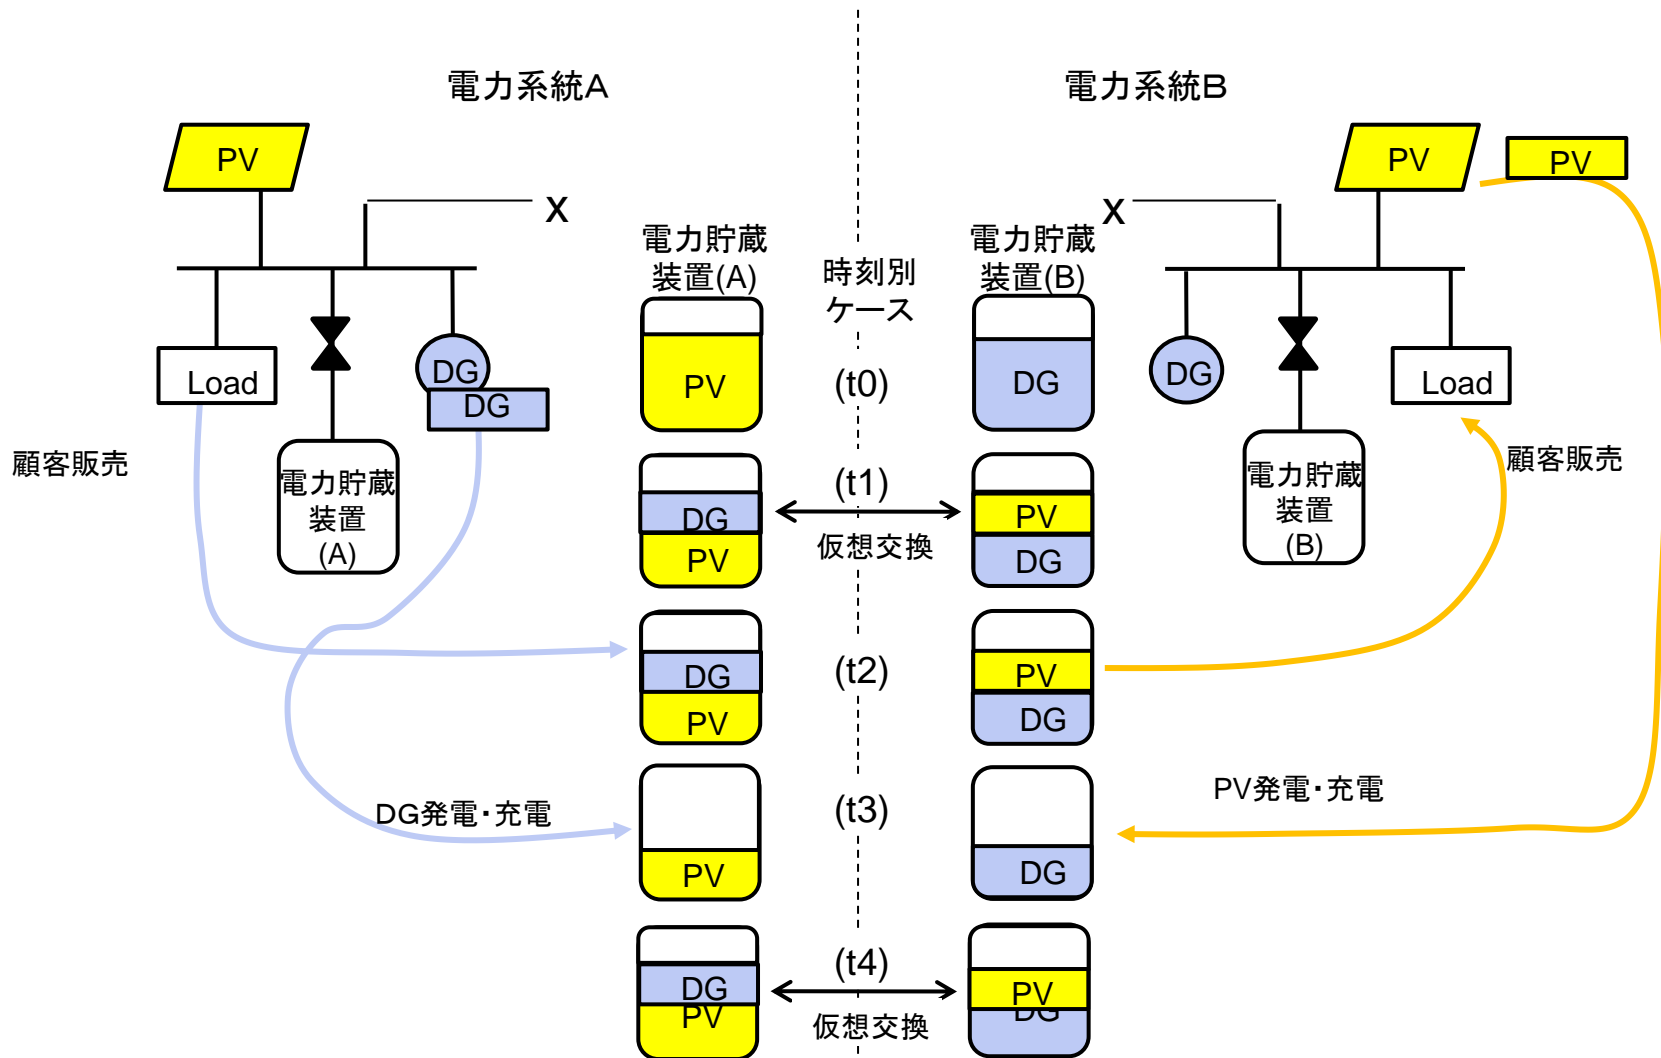 電力系統A
電力系統B
PV
PV
PV
X
X
電力貯蔵
装置(A)
電力貯蔵
装置(B)
時刻別
ケース
Load
DG
DG
PV
(t0)
DG
DG
Load
顧客販売
電力貯蔵
装置
(A)
DG
PV
(t1)
仮想交換
PV
DG
電力貯蔵
装置
(B)
顧客販売
DG
PV
(t2)
PV
DG
DG発電・充電
PV
(t3)
DG
PV発電・充電
DG
PV
(t4)
仮想交換
PV
DG